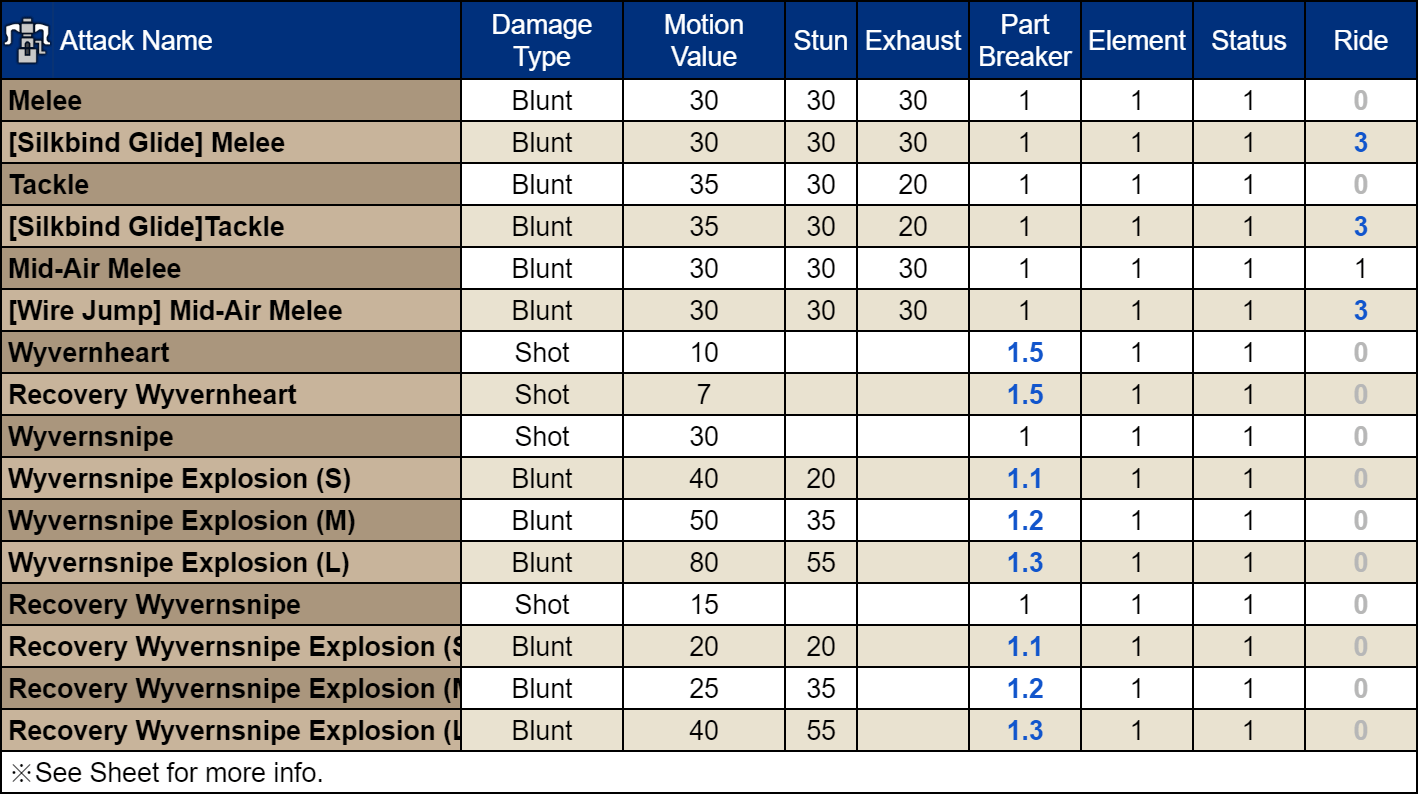 Attack Name Damage Type Motion Value Stun Exhaust Part Breaker Element Status Ride
Melee Blunt 30 30 30 1 1 1 0
[Silkbind Glide] Melee Blunt 30 30 30 1 1 1 3
Tackle Blunt 35 30 20 1 1 1 0
[Silkbind Glide]Tackle Blunt 35 30 20 1 1 1 3
Mid-Air Melee Blunt 30 30 30 1 1 1 1
[Wire Jump] Mid-Air Melee Blunt 30 30 30 1 1 1 3
Wyvernheart Shot 10 1.5 1 1 0
Recovery Wyvernheart Shot 7 1.5 1 1 0
Wyvernsnipe Shot 30 1 1 1 0
Wyvernsnipe Explosion (S) Blunt 40 20 1.1 1 1 0
Wyvernsnipe Explosion (M) Blunt 50 35 1.2 1 1 0
Wyvernsnipe Explosion (L) Blunt 80 55 1.3 1 1 0
Recovery Wyvernsnipe Shot 15 1 1 1 0
Recovery Wyvernsnipe Explosion (S Blunt 20 20 1.1 1 1 0
Recovery Wyvernsnipe Explosion (M Blunt 25 35 1.2 1 1 0
Recovery Wyvernsnipe Explosion (L Blunt 40 55 1.3 1 1 0
※See Sheet for more info.